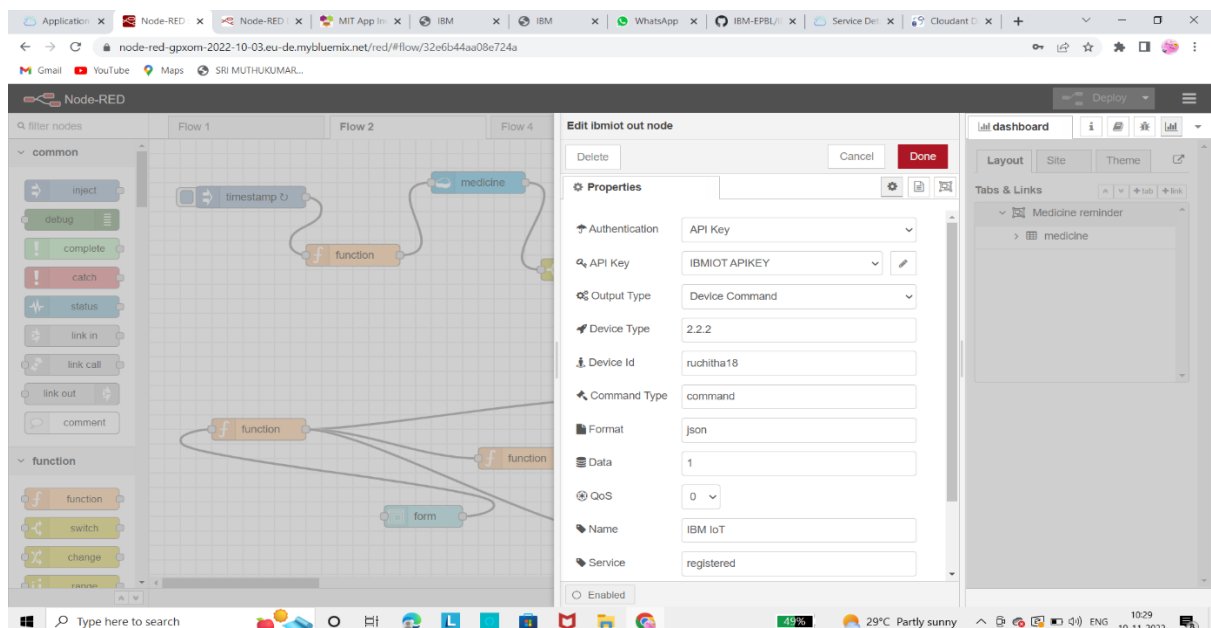 Application
Node-RED
Node-RED
MIT App In
IBM
IBM
WhatsApp
IBM-EPBL/I
Service Det
Cloudant D
node-red-gpxom-2022-10-03.eu-de.mybluemix.net/red/#flow/32e6b44aa08e724a
Gmail YouTube Maps SRI MUTHUKUMAR...
Node-RED
Deploy
filter nodes
Flow 1 Flow 2 Flow 4
common
inject
debug
complete
catch
status
link in
link call
link out
comment
function
function
switch
change
range
timestamp ↻
function
medicine
function
function
form
Edit ibmiot out node
Delete Cancel Done
Properties
Authentication API Key
API Key IBMIOT APIKEY
Output Type Device Command
Device Type 2.2.2
Device Id ruchitha18
Command Type command
Format json
Data 1
QoS 0
Name IBM IoT
Service registered
Enabled
dashboard i
Layout Site Theme
Tabs & Links +tab +link
Medicine reminder
medicine
Type here to search
L
49%
29°C Partly sunny
ENG
10:29
10-11-2022